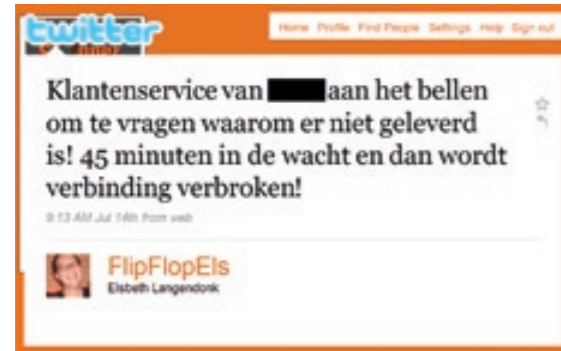 twitter
Home Profile Find People Settings Help Sign out
Klantenservice van aan het bellen
om te vragen waarom er niet geleverd
is! 45 minuten in de wacht en dan wordt
verbinding verbroken!
9:13 AM Jul 14th from web
FlipFlopEls
Elsbeth Langendonk